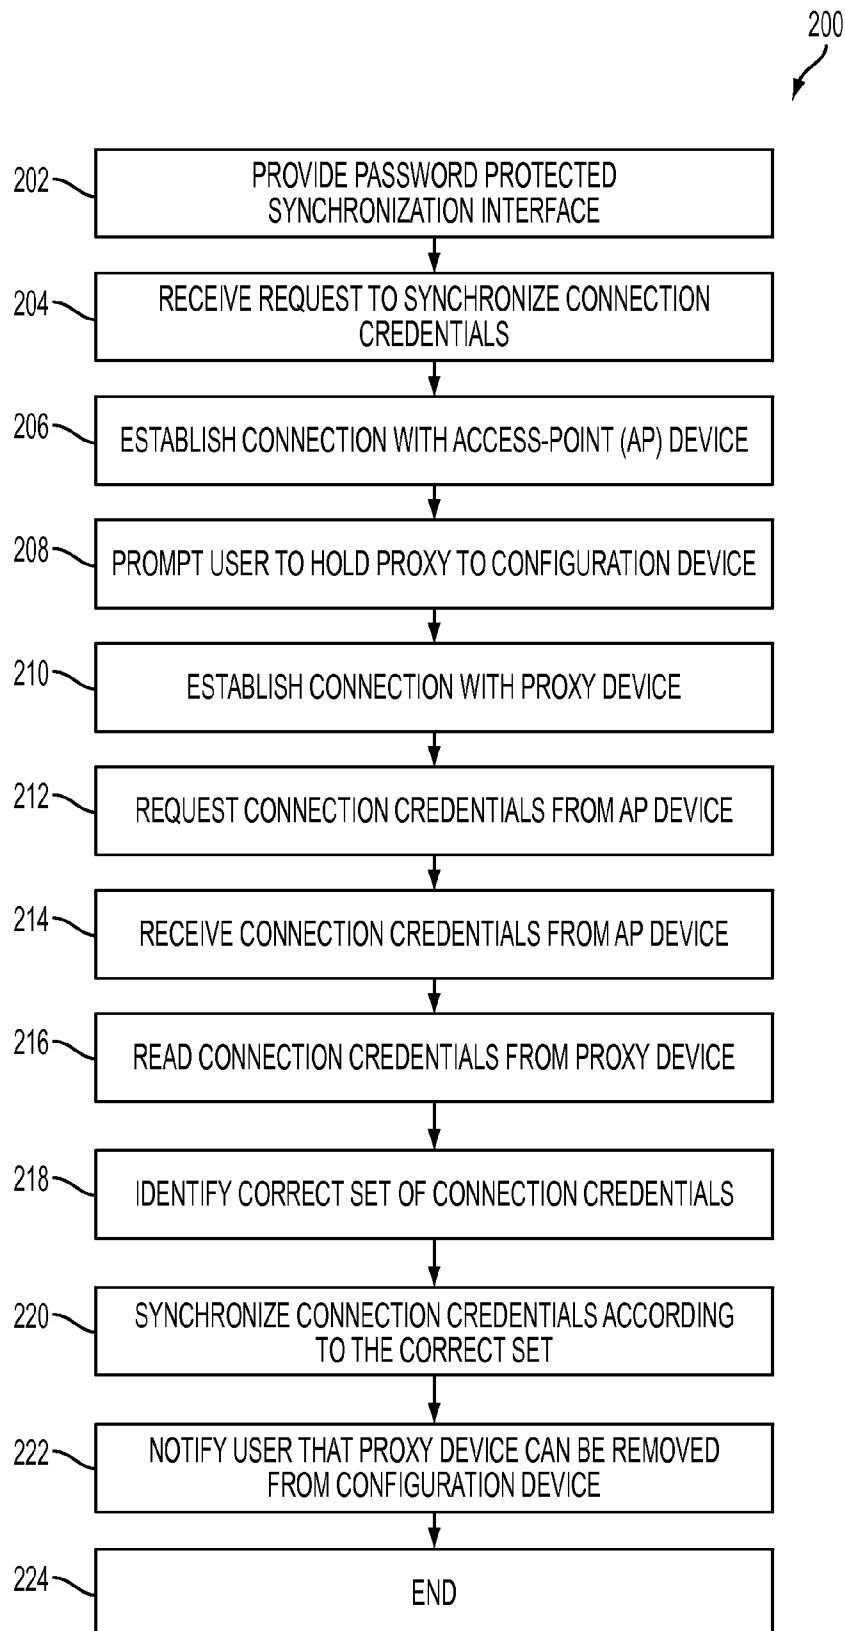 200
202
PROVIDE PASSWORD PROTECTED
SYNCHRONIZATION INTERFACE
204
RECEIVE REQUEST TO SYNCHRONIZE CONNECTION
CREDENTIALS
206
ESTABLISH CONNECTION WITH ACCESS-POINT (AP) DEVICE
208
PROMPT USER TO HOLD PROXY TO CONFIGURATION DEVICE
210
ESTABLISH CONNECTION WITH PROXY DEVICE
212
REQUEST CONNECTION CREDENTIALS FROM AP DEVICE
214
RECEIVE CONNECTION CREDENTIALS FROM AP DEVICE
216
READ CONNECTION CREDENTIALS FROM PROXY DEVICE
218
IDENTIFY CORRECT SET OF CONNECTION CREDENTIALS
220
SYNCHRONIZE CONNECTION CREDENTIALS ACCORDING
TO THE CORRECT SET
222
NOTIFY USER THAT PROXY DEVICE CAN BE REMOVED
FROM CONFIGURATION DEVICE
224
END